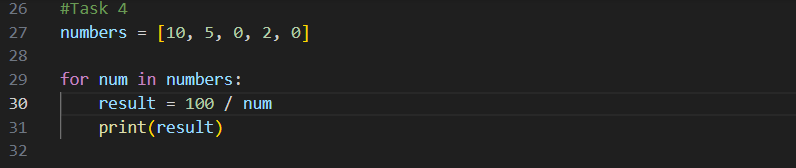 26 #Task 4
27 numbers = [10, 5, 0, 2, 0]
28
29 for num in numbers:
30     result = 100 / num
31     print(result)
32